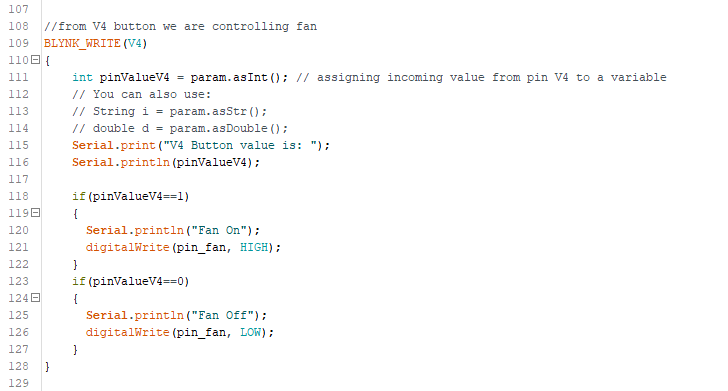 107
108 //from V4 button we are controlling fan
109 BLYNK_WRITE(V4)
110 {
111     int pinValueV4 = param.asInt(); // assigning incoming value from pin V4 to a variable
112     // You can also use:
113     // String i = param.asStr();
114     // double d = param.asDouble();
115     Serial.print("V4 Button value is: ");
116     Serial.println(pinValueV4);
117
118     if(pinValueV4==1)
119     {
120       Serial.println("Fan On");
121       digitalWrite(pin_fan, HIGH);
122     }
123     if(pinValueV4==0)
124     {
125       Serial.println("Fan Off");
126       digitalWrite(pin_fan, LOW);
127     }
128 }
129